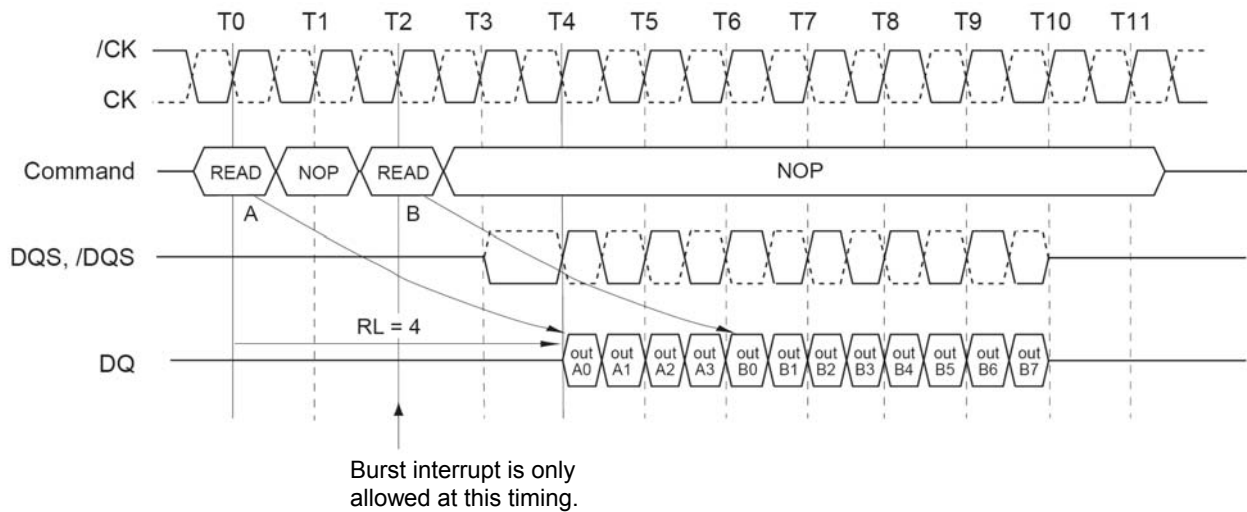 T0 T1 T2 T3 T4 T5 T6 T7 T8 T9 T10 T11
/CK
CK
Command READ NOP READ NOP
A B
DQS, /DQS
RL = 4
DQ
out A0 out A1 out A2 out A3 out B0 out B1 out B2 out B3 out B4 out B5 out B6 out B7
Burst interrupt is only
allowed at this timing.